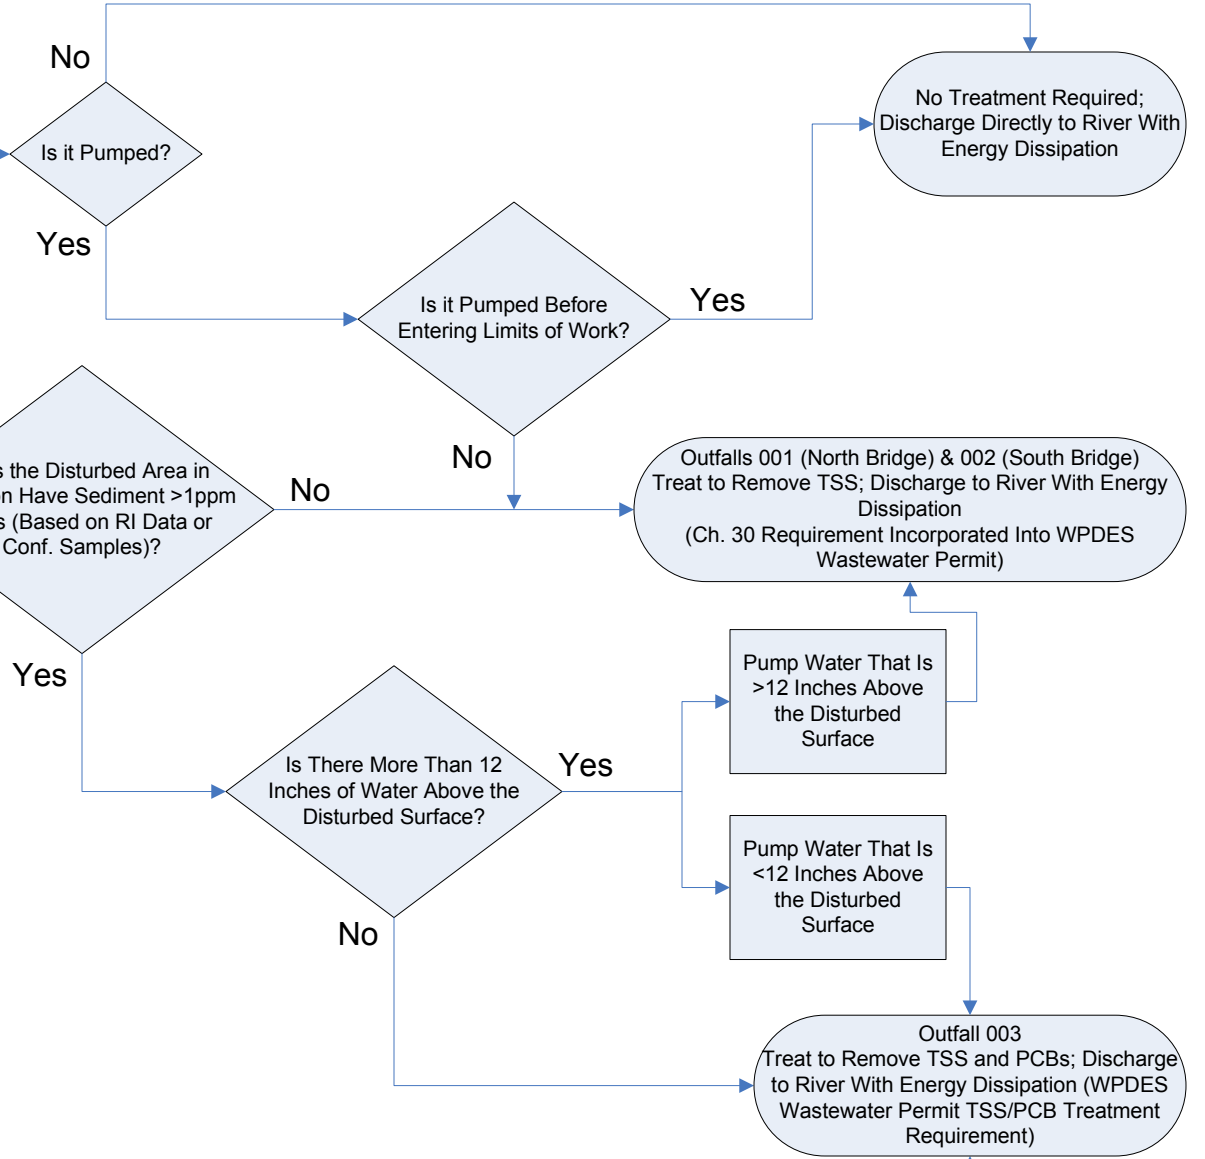 No
No Treatment Required;
Discharge Directly to River With
Energy Dissipation
Is it Pumped?
Yes
Is it Pumped Before
Entering Limits of Work?
Yes
No
the Disturbed Area in
Have Sediment >1ppm
(Based on RI Data or
Conf. Samples)?
No
Outfalls 001 (North Bridge) & 002 (South Bridge)
Treat to Remove TSS; Discharge to River With Energy
Dissipation
(Ch. 30 Requirement Incorporated Into WPDES
Wastewater Permit)
Yes
Pump Water That Is
>12 Inches Above
the Disturbed
Surface
Is There More Than 12
Inches of Water Above the
Disturbed Surface?
Yes
Pump Water That Is
<12 Inches Above
the Disturbed
Surface
No
Outfall 003
Treat to Remove TSS and PCBs; Discharge
to River With Energy Dissipation (WPDES
Wastewater Permit TSS/PCB Treatment
Requirement)